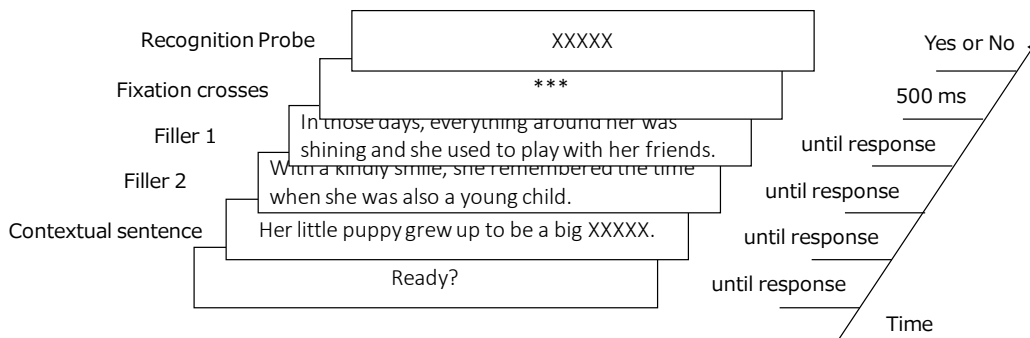 Recognition Probe
XXXXX
Yes or No
Fixation crosses
***
500 ms
Filler 1
In those days, everything around her was
shining and she used to play with her friends.
until response
Filler 2
With a kindly smile, she remembered the time
when she was also a young child.
until response
Contextual sentence
Her little puppy grew up to be a big XXXXX.
until response
Ready?
until response
Time